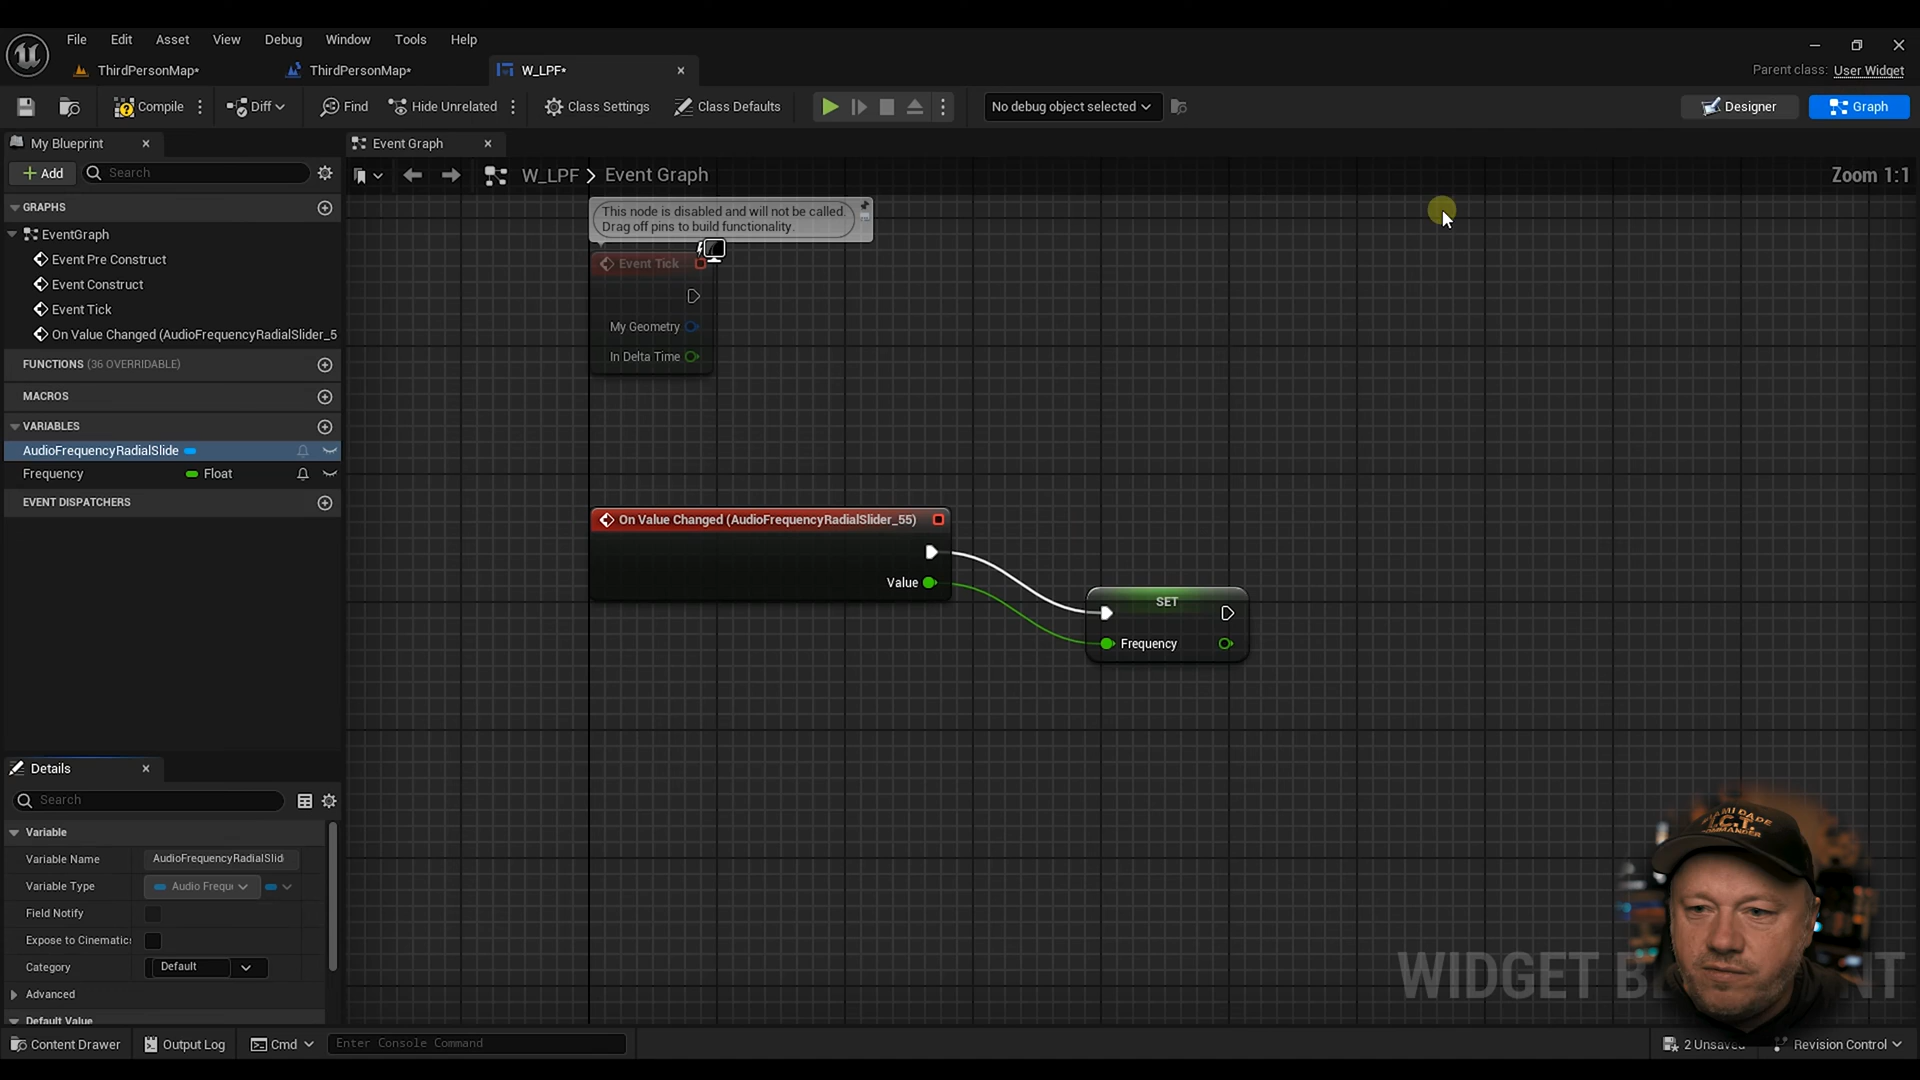 File Edit Asset View Debug Window Tools Help
ThirdPersonMap* ThirdPersonMap* W_LPF* Parent class: User Widget
Compile Diff Find Hide Unrelated Class Settings Class Defaults No debug object selected Designer Graph
My Blueprint Event Graph
Add Search W_LPF > Event Graph Zoom 1:1
GRAPHS
This node is disabled and will not be called.
Drag off pins to build functionality.
EventGraph
Event Pre Construct
Event Tick
Event Construct
Event Tick
My Geometry
On Value Changed (AudioFrequencyRadialSlider_5
In Delta Time
FUNCTIONS (36 OVERRIDABLE)
MACROS
VARIABLES
AudioFrequencyRadialSlide
Frequency Float
EVENT DISPATCHERS
On Value Changed (AudioFrequencyRadialSlider_55)
Value
SET
Frequency
Details
Search
Variable
Variable Name AudioFrequencyRadialSlid
Variable Type Audio Frequ
Field Notify
Expose to Cinematics
Category Default
Advanced
Default Value
COMMANDER
WIDGET B
Content Drawer Output Log Cmd Enter Console Command 2 Unsaved Revision Control